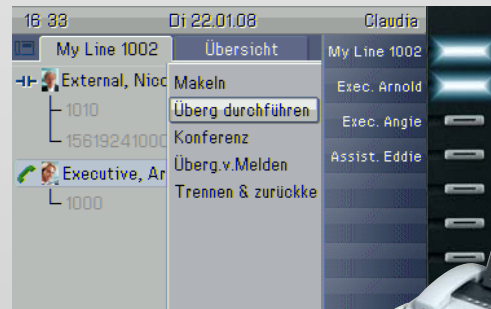 16 33 Di 22.01.08 Claudia
My Line 1002 Übersicht My Line 1002
External, Nicc Makeln Exec. Arnold
1010 Überg durchführen Exec. Angie
15619241000 Konferenz Assist. Eddie
Executive, Ar Überg.v.Melden
1000 Trennen & zurückke